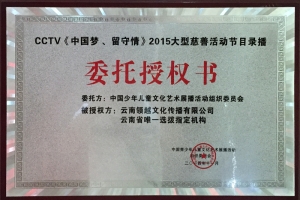 CCTV《中国梦、留守情》2015大型慈善活动节目录播
委托授权书
委托方：中国少年儿童文化艺术展播活动组织委员会
被授权方：云南领越文化传播有限公司
云南省唯一选拔指定机构